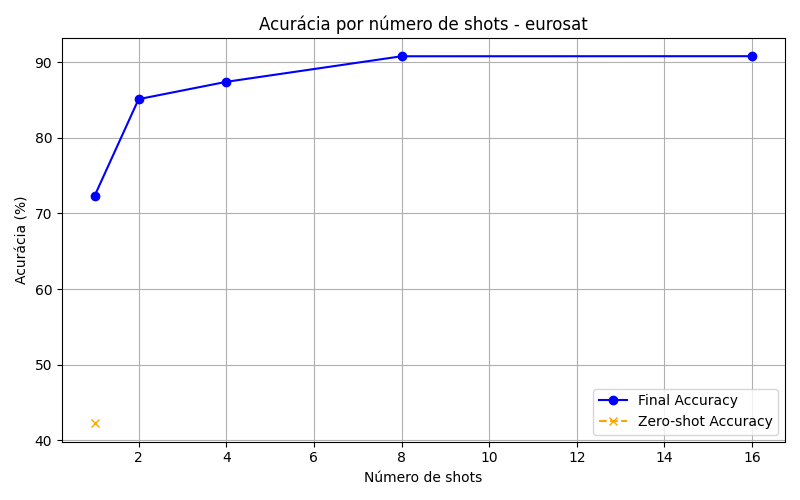 Acurácia por número de shots - eurosat
Acurácia (%)
90
80
70
60
50
40
2 4 6 8 10 12 14 16
Número de shots
Final Accuracy
Zero-shot Accuracy